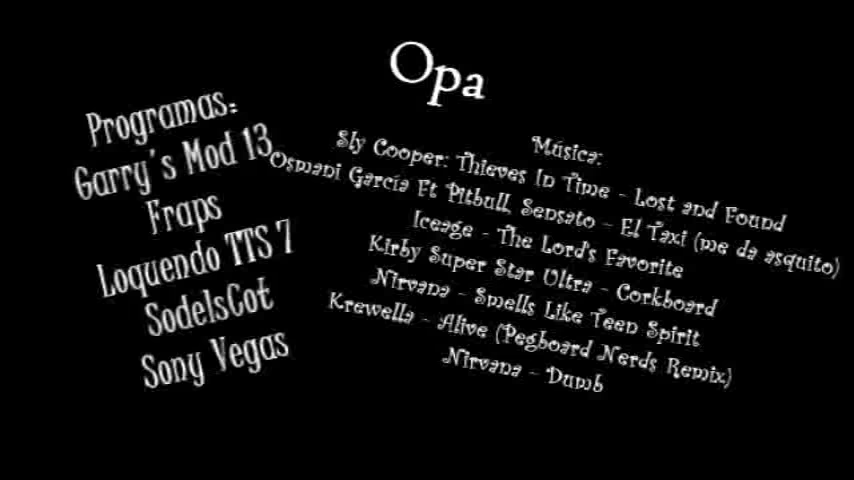 Opa
Programas:
Garry's Mod 13
Fraps
Loquendo TTS 7
SodelsCot
Sony Vegas
Música:
Sly Cooper: Thieves In Time - Lost and Found
Osmani García Ft Pitbull, Sensato - El Taxi (me da asquito)
Iceage - The Lord's Favorite
Kirby Super Star Ultra - Corkboard
Nirvana - Smells Like Teen Spirit
Krewella - Alive (Pegboard Nerds Remix)
Nirvana - Dumb